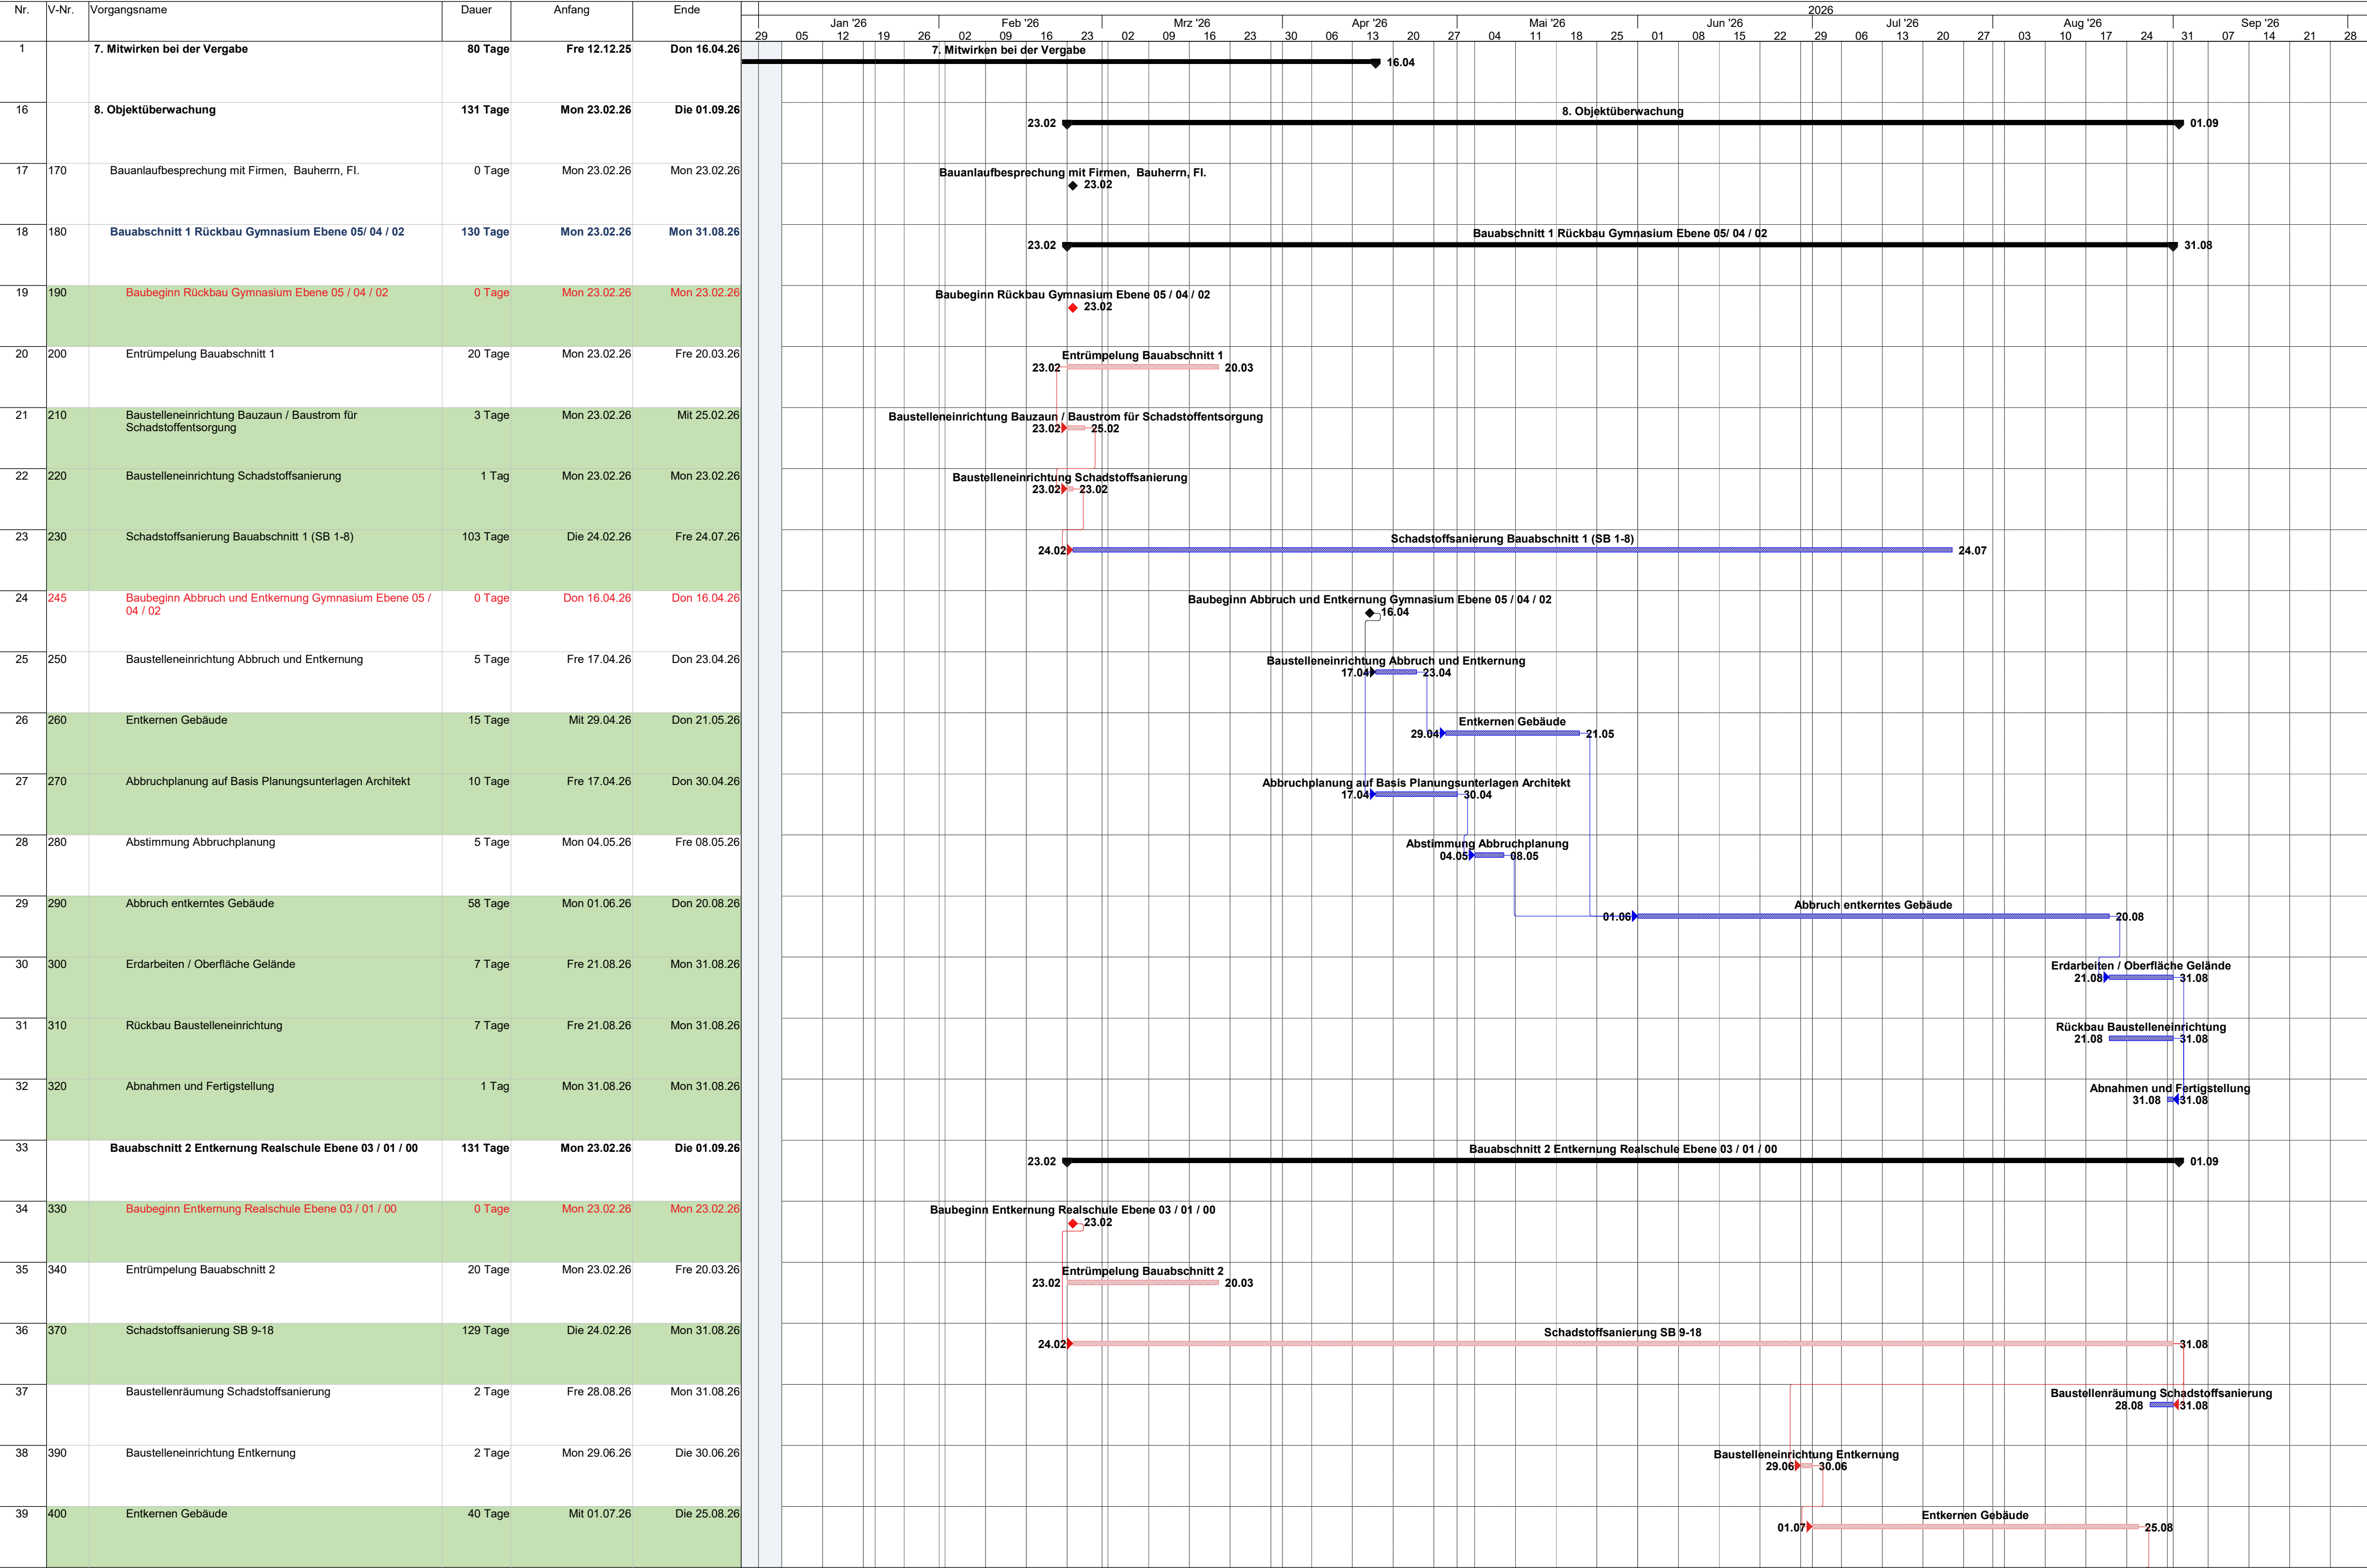 Nr. V-Nr. Vorgangsname Dauer Anfang Ende
2026
Jan '26 Feb '26 Mrz '26 Apr '26 Mai '26 Jun '26 Jul '26 Aug '26 Sep '26
29 05 12 19 26 02 09 16 23 02 09 16 23 30 06 13 20 27 04 11 18 25 01 08 15 22 29 06 13 20 27 03 10 17 24 31 07 14 21 28
1 7. Mitwirken bei der Vergabe 80 Tage Fre 12.12.25 Don 16.04.26
7. Mitwirken bei der Vergabe
16.04
16 8. Objektüberwachung 131 Tage Mon 23.02.26 Die 01.09.26
8. Objektüberwachung
23.02 01.09
17 170 Bauanlaufbesprechung mit Firmen, Bauherrn, FI. 0 Tage Mon 23.02.26 Mon 23.02.26
Bauanlaufbesprechung mit Firmen, Bauherrn, FI.
23.02
18 180 Bauabschnitt 1 Rückbau Gymnasium Ebene 05/ 04 / 02 130 Tage Mon 23.02.26 Mon 31.08.26
Bauabschnitt 1 Rückbau Gymnasium Ebene 05/ 04 / 02
23.02 31.08
19 190 Baubeginn Rückbau Gymnasium Ebene 05 / 04 / 02 0 Tage Mon 23.02.26 Mon 23.02.26
Baubeginn Rückbau Gymnasium Ebene 05 / 04 / 02
23.02
20 200 Entrümpelung Bauabschnitt 1 20 Tage Mon 23.02.26 Fre 20.03.26
Entrümpelung Bauabschnitt 1
23.02 20.03
21 210 Baustelleneinrichtung Bauzaun / Baustrom für 3 Tage Mon 23.02.26 Mit 25.02.26
Schadstoffentsorgung
Baustelleneinrichtung Bauzaun / Baustrom für Schadstoffentsorgung
23.02 25.02
22 220 Baustelleneinrichtung Schadstoffsanierung 1 Tag Mon 23.02.26 Mon 23.02.26
Baustelleneinrichtung Schadstoffsanierung
23.02 23.02
23 230 Schadstoffsanierung Bauabschnitt 1 (SB 1-8) 103 Tage Die 24.02.26 Fre 24.07.26
Schadstoffsanierung Bauabschnitt 1 (SB 1-8)
24.02 24.07
24 245 Baubeginn Abbruch und Entkernung Gymnasium Ebene 05 / 0 Tage Don 16.04.26 Don 16.04.26
04 / 02
Baubeginn Abbruch und Entkernung Gymnasium Ebene 05 / 04 / 02
16.04
25 250 Baustelleneinrichtung Abbruch und Entkernung 5 Tage Fre 17.04.26 Don 23.04.26
Baustelleneinrichtung Abbruch und Entkernung
17.04 23.04
26 260 Entkernen Gebäude 15 Tage Mit 29.04.26 Don 21.05.26
Entkernen Gebäude
29.04 21.05
27 270 Abbruchplanung auf Basis Planungsunterlagen Architekt 10 Tage Fre 17.04.26 Don 30.04.26
Abbruchplanung auf Basis Planungsunterlagen Architekt
17.04 30.04
28 280 Abstimmung Abbruchplanung 5 Tage Mon 04.05.26 Fre 08.05.26
Abstimmung Abbruchplanung
04.05 08.05
29 290 Abbruch entkerntes Gebäude 58 Tage Mon 01.06.26 Don 20.08.26
Abbruch entkerntes Gebäude
01.06 20.08
30 300 Erdarbeiten / Oberfläche Gelände 7 Tage Fre 21.08.26 Mon 31.08.26
Erdarbeiten / Oberfläche Gelände
21.08 31.08
31 310 Rückbau Baustelleneinrichtung 7 Tage Fre 21.08.26 Mon 31.08.26
Rückbau Baustelleneinrichtung
21.08 31.08
32 320 Abnahmen und Fertigstellung 1 Tag Mon 31.08.26 Mon 31.08.26
Abnahmen und Fertigstellung
31.08 31.08
33 Bauabschnitt 2 Entkernung Realschule Ebene 03 / 01 / 00 131 Tage Mon 23.02.26 Die 01.09.26
Bauabschnitt 2 Entkernung Realschule Ebene 03 / 01 / 00
23.02 01.09
34 330 Baubeginn Entkernung Realschule Ebene 03 / 01 / 00 0 Tage Mon 23.02.26 Mon 23.02.26
Baubeginn Entkernung Realschule Ebene 03 / 01 / 00
23.02
35 340 Entrümpelung Bauabschnitt 2 20 Tage Mon 23.02.26 Fre 20.03.26
Entrümpelung Bauabschnitt 2
23.02 20.03
36 370 Schadstoffsanierung SB 9-18 129 Tage Die 24.02.26 Mon 31.08.26
Schadstoffsanierung SB 9-18
24.02 31.08
37 Baustellenräumung Schadstoffsanierung 2 Tage Fre 28.08.26 Mon 31.08.26
Baustellenräumung Schadstoffsanierung
28.08 31.08
38 390 Baustelleneinrichtung Entkernung 2 Tage Mon 29.06.26 Die 30.06.26
Baustelleneinrichtung Entkernung
29.06 30.06
39 400 Entkernen Gebäude 40 Tage Mit 01.07.26 Die 25.08.26
Entkernen Gebäude
01.07 25.08